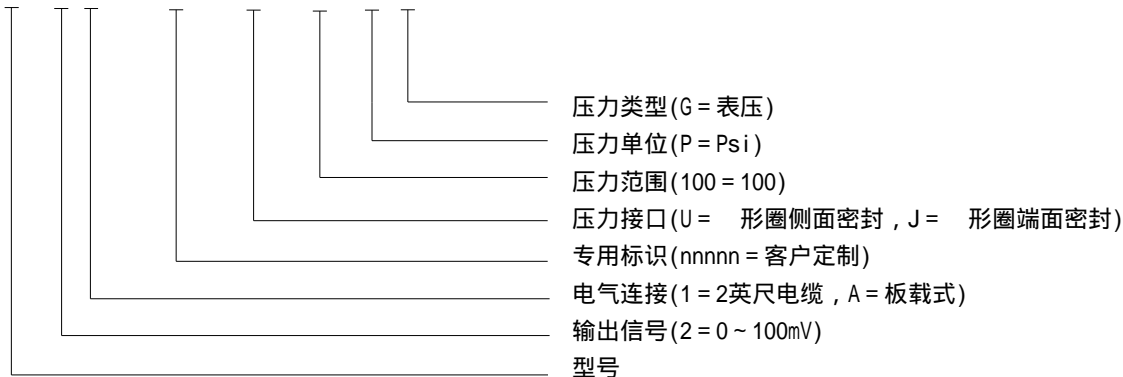 压力类型(G=表压)
压力单位(P=Psi)
压力范围(100=100)
压力接口(U= 形圈侧面密封,J= 形圈端面密封)
专用标识(nnnnn=客户定制)
电气连接(1=2英尺电缆,A=板载式)
输出信号(2=0~100mV)
型号